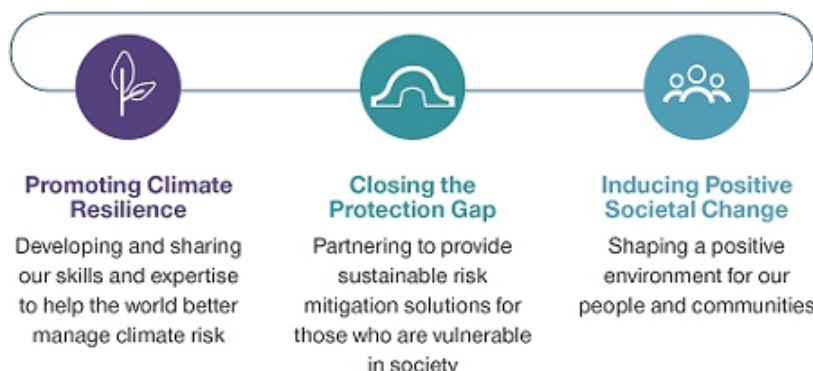 Promoting Climate
Resilience
Developing and sharing
our skills and expertise
to help the world better
manage climate risk
Closing the
Protection Gap
Partnering to provide
sustainable risk
mitigation solutions for
those who are vulnerable
in society
Inducing Positive
Societal Change
Shaping a positive
environment for our
people and communities